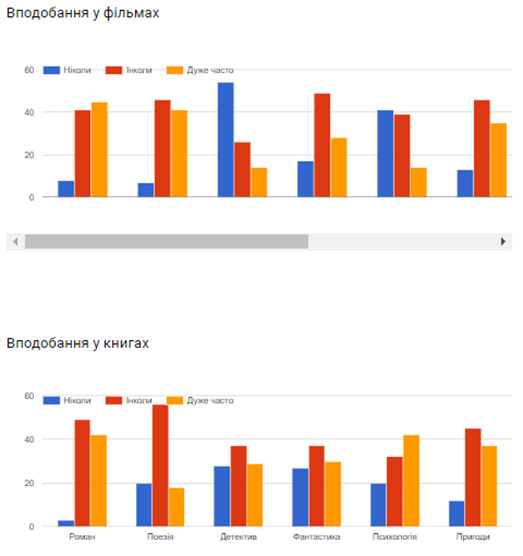 Вподобання у фільмах
60
Ніколи Інколи Дуже часто
40
20
0
Вподобання у книгах
60
Ніколи Інколи Дуже часто
40
20
0
Роман Поезія Детектив Фантастика Психологія Пригоди